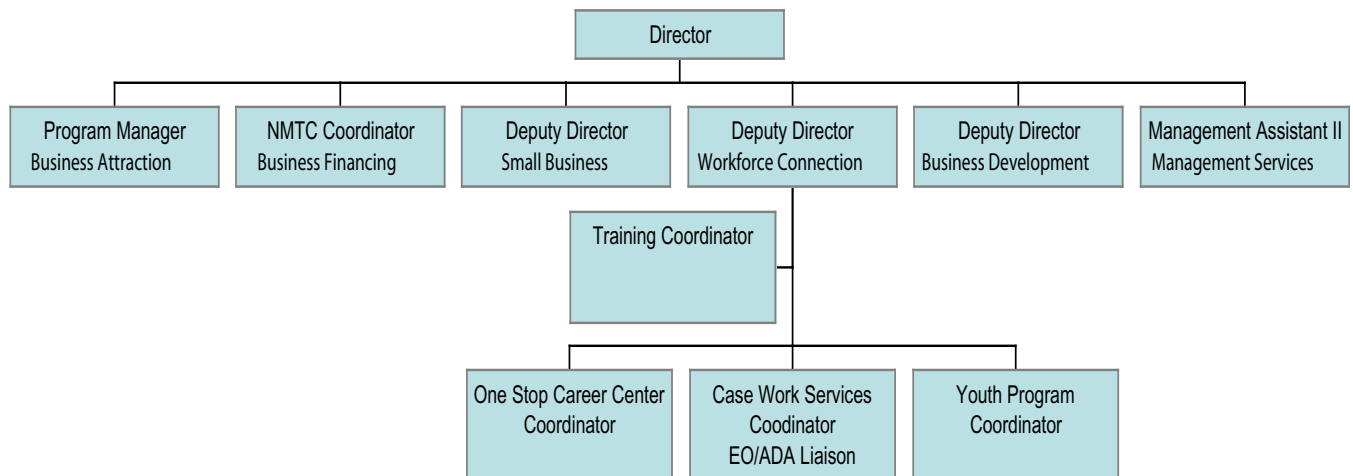 Director
Program Manager
Business Attraction
NMTC Coordinator
Business Financing
Deputy Director
Small Business
Deputy Director
Workforce Connection
Deputy Director
Business Development
Management Assistant II
Management Services
Training Coordinator
One Stop Career Center
Coordinator
Case Work Services
Coodinator
EO/ADA Liaison
Youth Program
Coordinator